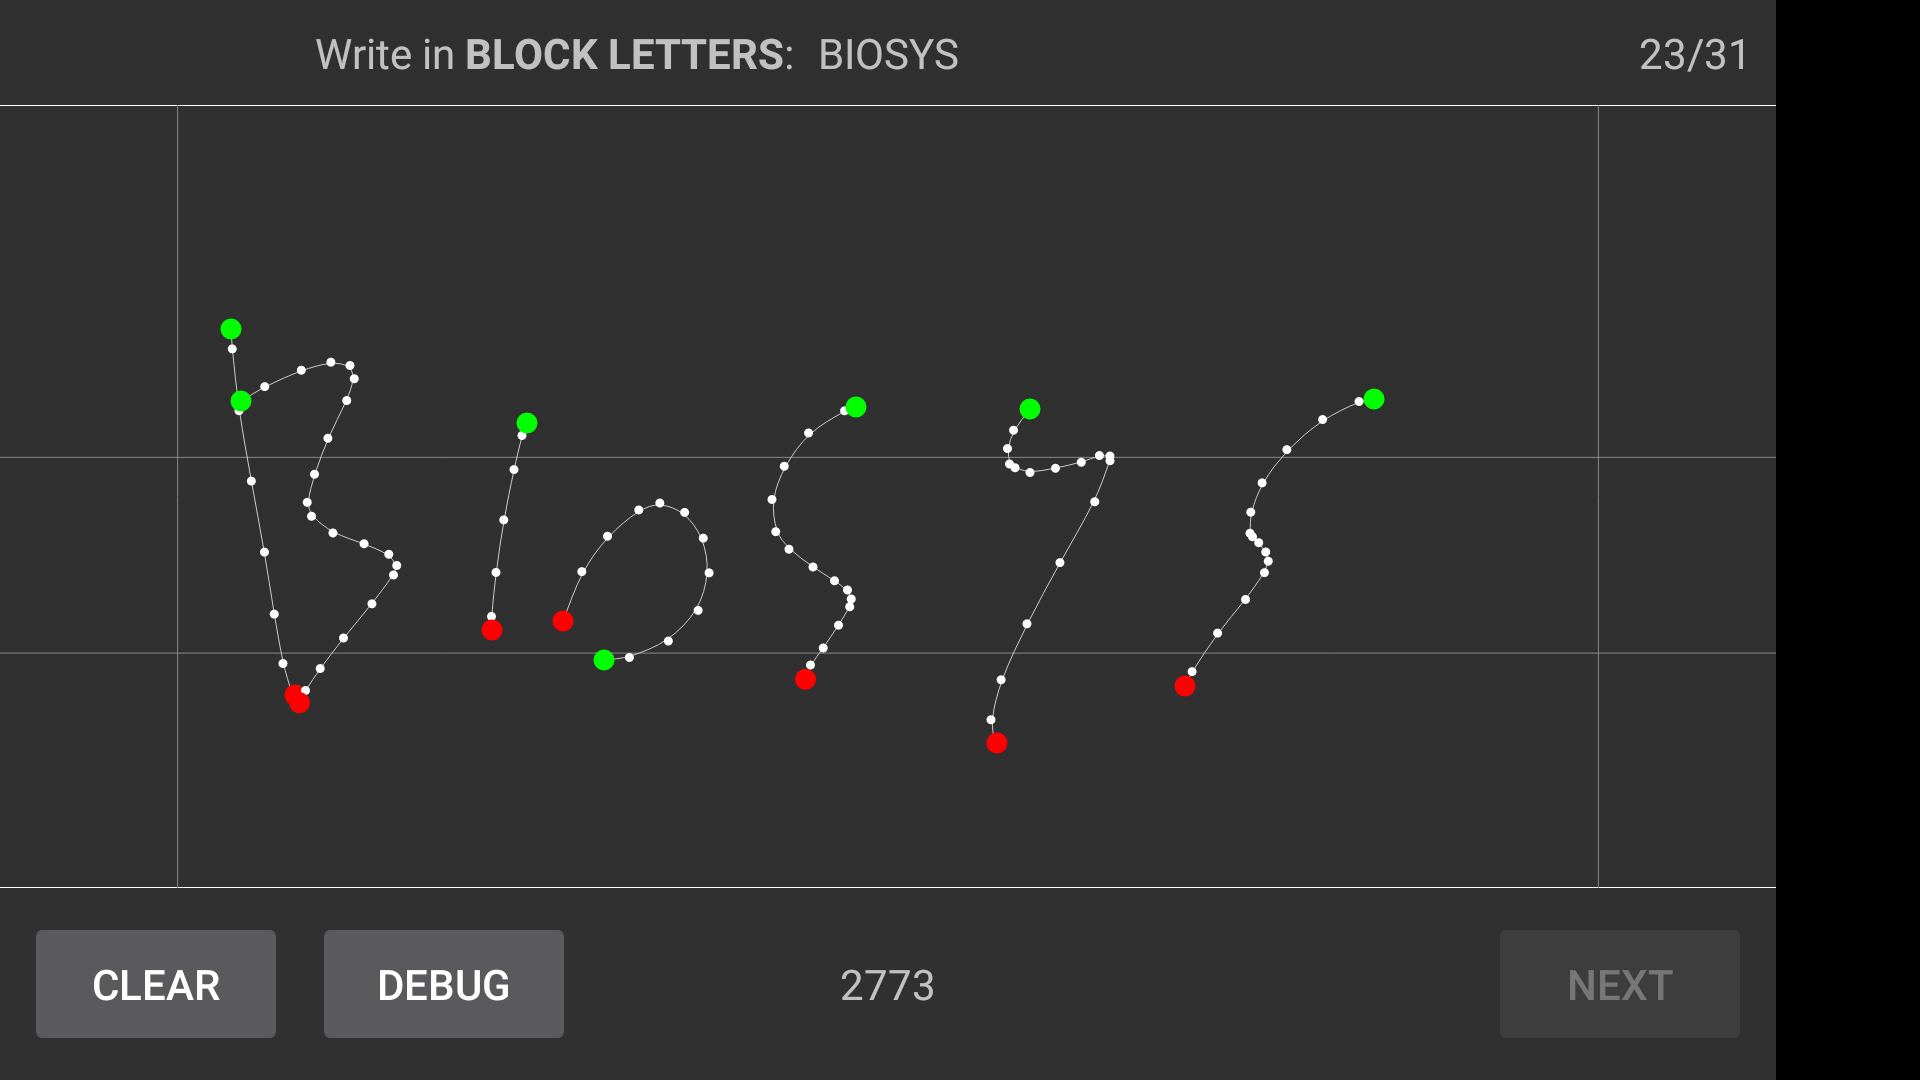 Write in BLOCK LETTERS: BIOSYS 23/31
BIOSYS
CLEAR DEBUG 2773 NEXT